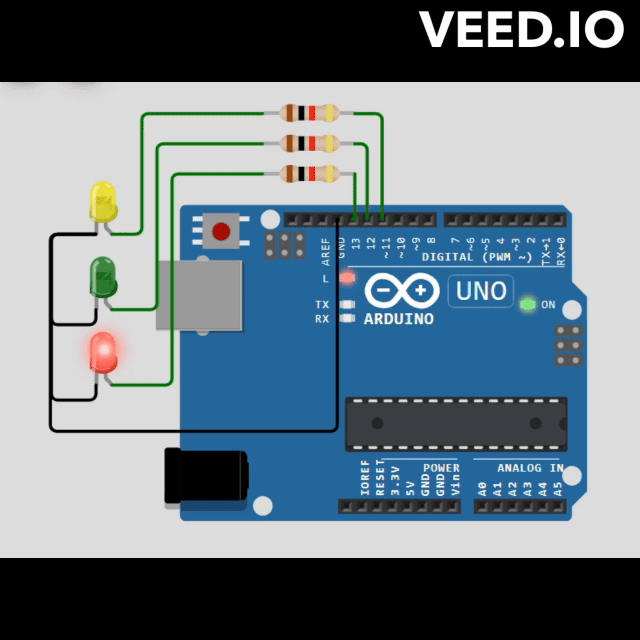 VEED.IO
AREF
GND
13
12
~11
~10
~9
8
7
~6
~5
4
~3
2
TX→1
RX←0
DIGITAL (PWM ~)
L
TX
RX
UNO
ARDUINO
ON
IOREF
RESET
3.3V
5V
GND
GND
Vin
POWER
ANALOG IN
A0
A1
A2
A3
A4
A5